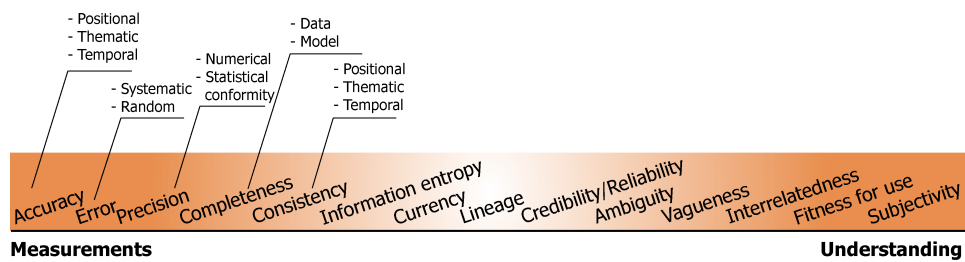 - Positional
- Thematic
- Temporal
- Systematic
- Random
- Numerical
- Statistical
conformity
- Data
- Model
- Positional
- Thematic
- Temporal
Accuracy
Error
Precision
Completeness
Consistency
Information entropy
Currency
Lineage
Credibility/Reliability
Ambiguity
Vagueness
Interrelatedness
Fitness for use
Subjectivity
Measurements
Understanding